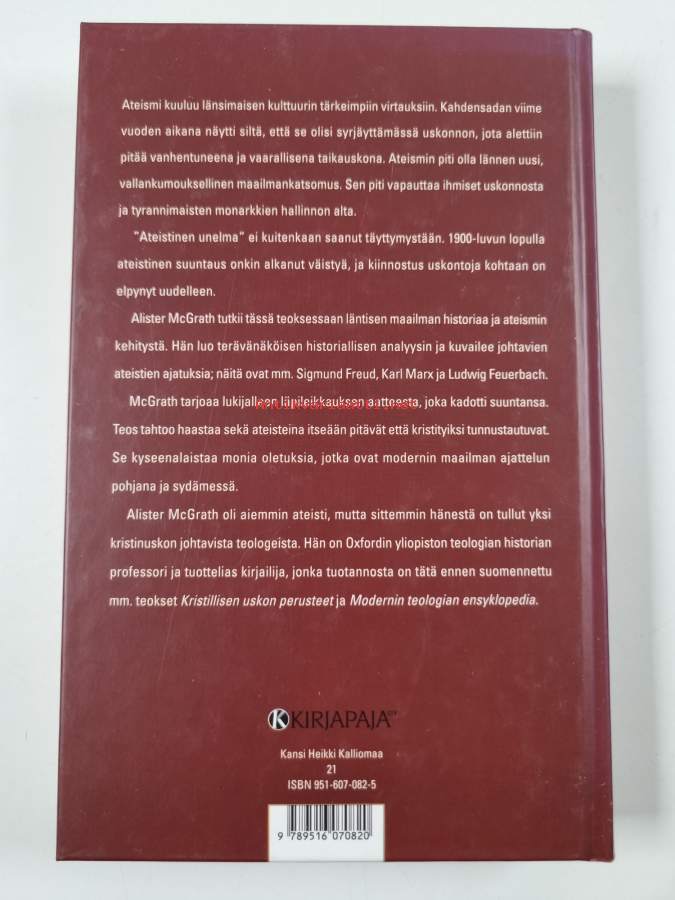 Ateismi kuuluu länsimaisen kulttuurin tärkeimpiin virtauksiin. Kahdensadan viime
vuoden aikana näytti siltä, että se olisi syrjäyttämässä uskonnon, jota alettiin
pitää vanhentuneena ja vaarallisena taikauskona. Ateismin piti olla lännen uusi,
vallankumouksellinen maailmankatsomus. Sen piti vapauttaa ihmiset uskonnosta
ja tyrannimaisten monarkkien hallinnon alta.
"Ateistinen unelma" ei kuitenkaan saanut täyttymystään. 1900-luvun lopulla
ateistinen suuntaus onkin alkanut väistyä, ja kiinnostus uskontoja kohtaan on
elpynyt uudelleen.
Alister McGrath tutkii tässä teoksessaan läntisen maailman historiaa ja ateismin
kehitystä. Hän luo terävänäköisen historiallisen analyysin ja kuvailee johtavien
ateistien ajatuksia; näitä ovat mm. Sigmund Freud, Karl Marx ja Ludwig Feuerbach.
McGrath tarjoaa lukijalleen läpileikkauksen aatteesta, joka kadotti suuntansa.
Teos tahtoo haastaa sekä ateisteina itseään pitävät että kristityiksi tunnustautuvat.
Se kyseenalaistaa monia oletuksia, jotka ovat modernin maailman ajattelun
pohjana ja sydämessä.
Alister McGrath oli aiemmin ateisti, mutta sittemmin hänestä on tullut yksi
kristinuskon johtavista teologeista. Hän on Oxfordin yliopiston teologian historian
professori ja tuottelias kirjailija, jonka tuotannosta on tätä ennen suomennettu
mm. teokset Kristillisen uskon perusteet ja Modernin teologian ensyklopedia.
KIRJAPAJA
Kansi Heikki Kalliomaa
21
ISBN 951-607-082-5
9 789516 070820